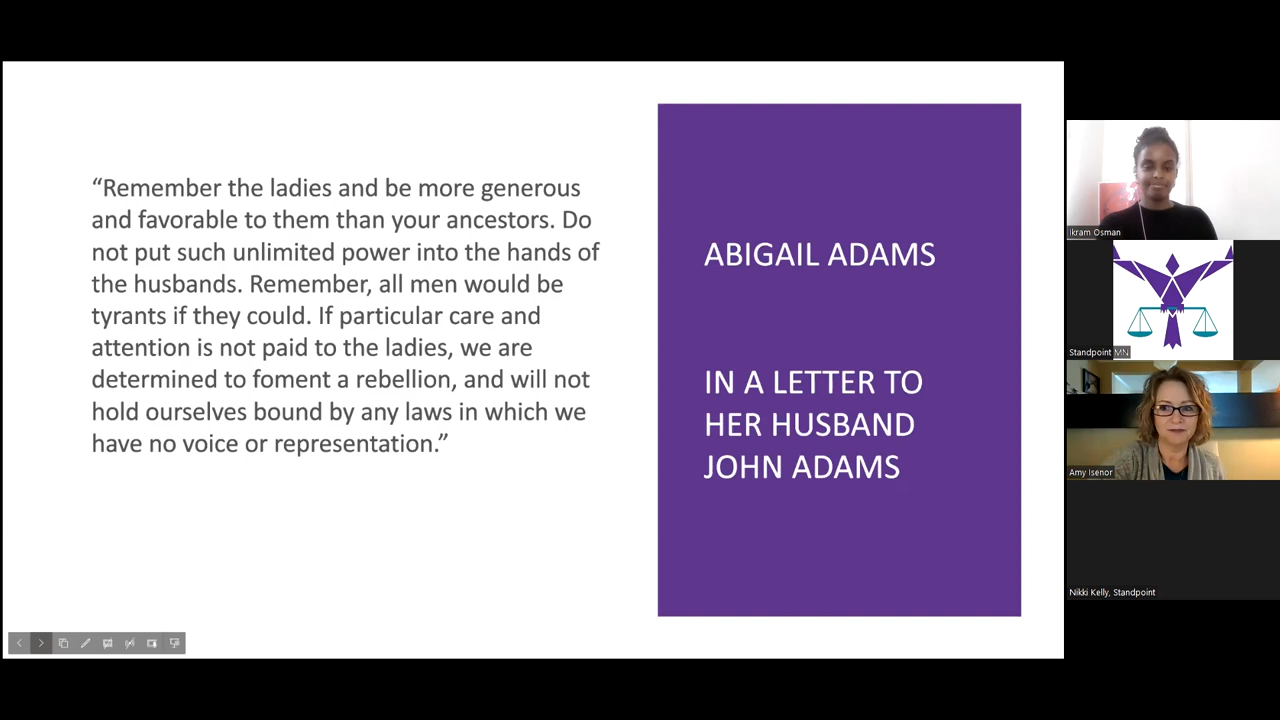 “Remember the ladies and be more generous
and favorable to them than your ancestors. Do
not put such unlimited power into the hands of
the husbands. Remember, all men would be
tyrants if they could. If particular care and
attention is not paid to the ladies, we are
determined to foment a rebellion, and will not
hold ourselves bound by any laws in which we
have no voice or representation.”
ABIGAIL ADAMS
IN A LETTER TO
HER HUSBAND
JOHN ADAMS
Ikram Osman
Standpoint MN
Amy Isenor
Nikki Kelly, Standpoint